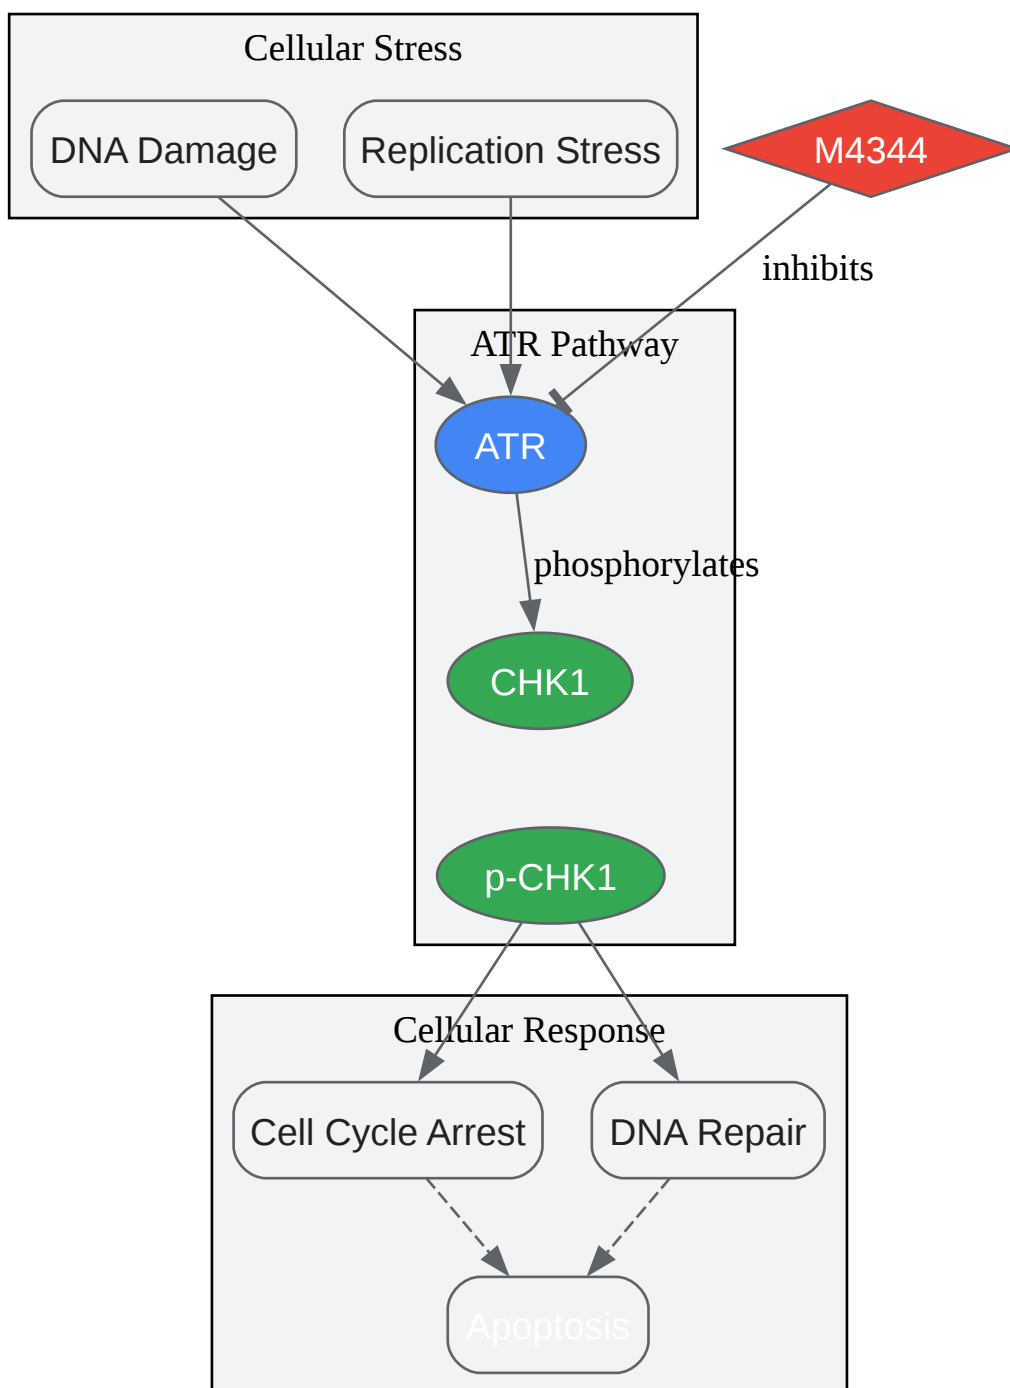 Cellular Stress
DNA Damage
Replication Stress
M4344
inhibits
ATR Pathway
ATR
phosphorylates
CHK1
p-CHK1
Cellular Response
Cell Cycle Arrest
DNA Repair
Apoptosis